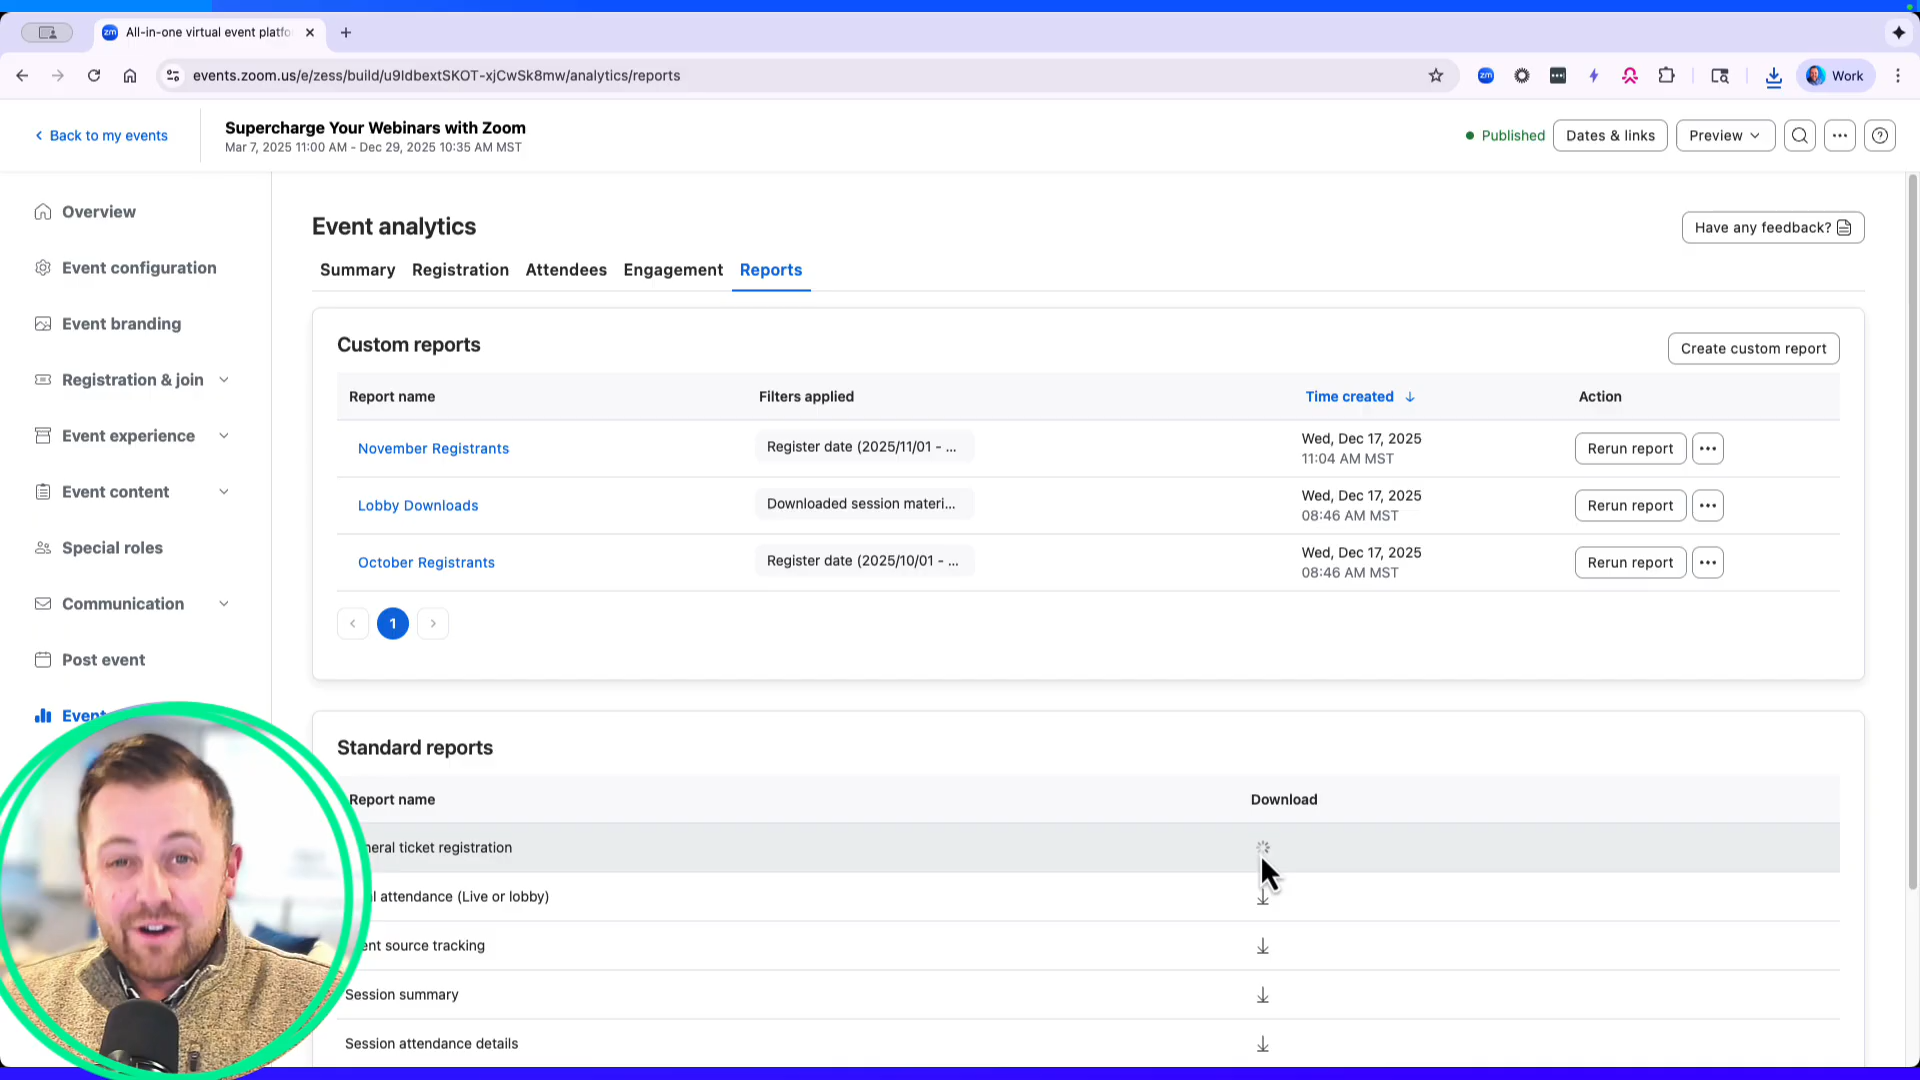 zm All-in-one virtual event platfo
events.zoom.us/e/zess/build/u9IdbextSKOT-xjCwSk8mw/analytics/reports
zm
Work
Back to my events
Supercharge Your Webinars with Zoom
Mar 7, 2025 11:00 AM - Dec 29, 2025 10:35 AM MST
Published
Dates & links
Preview
Overview
Event configuration
Event branding
Registration & join
Event experience
Event content
Special roles
Communication
Post event
Event
Event analytics
Have any feedback?
Summary Registration Attendees Engagement Reports
Custom reports
Create custom report
Report name Filters applied Time created Action
November Registrants Register date (2025/11/01 - ... Wed, Dec 17, 2025 Rerun report
11:04 AM MST
Lobby Downloads Downloaded session materi... Wed, Dec 17, 2025 Rerun report
08:46 AM MST
October Registrants Register date (2025/10/01 - ... Wed, Dec 17, 2025 Rerun report
08:46 AM MST
1
Standard reports
Report name Download
neral ticket registration
attendance (Live or lobby)
ent source tracking
Session summary
Session attendance details